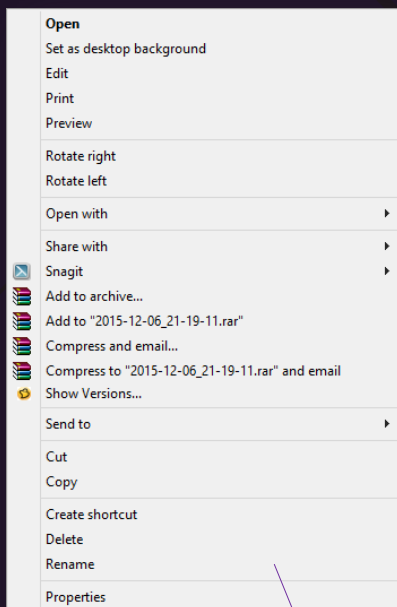 Open
Set as desktop background
Edit
Print
Preview
Rotate right
Rotate left
Open with
Share with
Snagit
Add to archive...
Add to "2015-12-06_21-19-11.rar"
Compress and email...
Compress to "2015-12-06_21-19-11.rar" and email
Show Versions...
Send to
Cut
Copy
Create shortcut
Delete
Rename
Properties